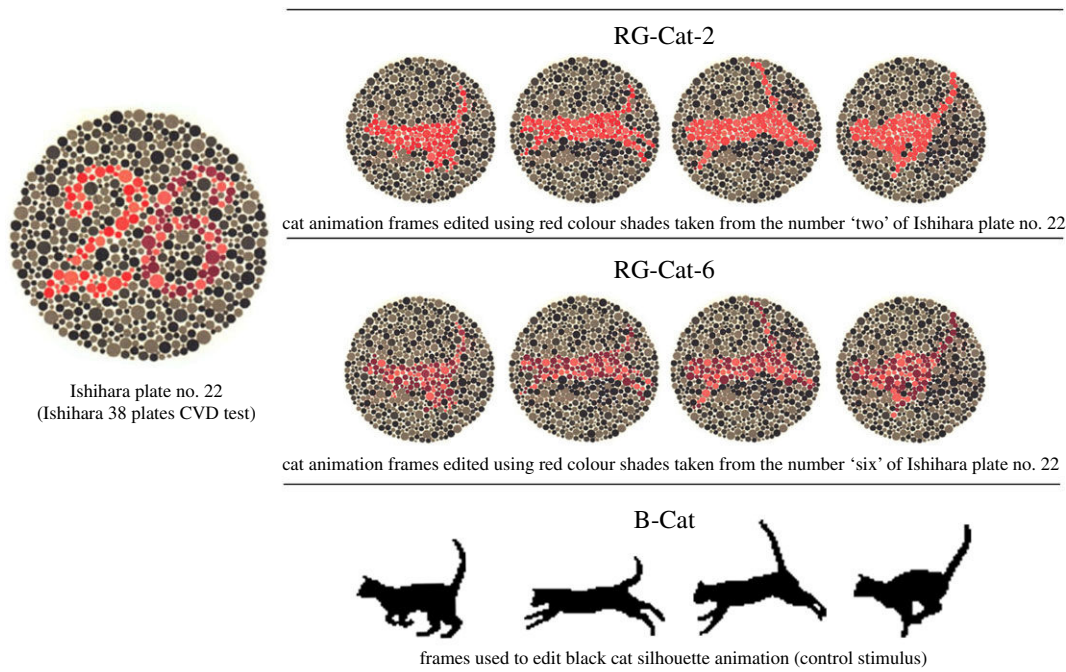 RG-Cat-2
cat animation frames edited using red colour shades taken from the number ‘two’ of Ishihara plate no. 22
26
Ishihara plate no. 22
(Ishihara 38 plates CVD test)
RG-Cat-6
cat animation frames edited using red colour shades taken from the number ‘six’ of Ishihara plate no. 22
B-Cat
frames used to edit black cat silhouette animation (control stimulus)